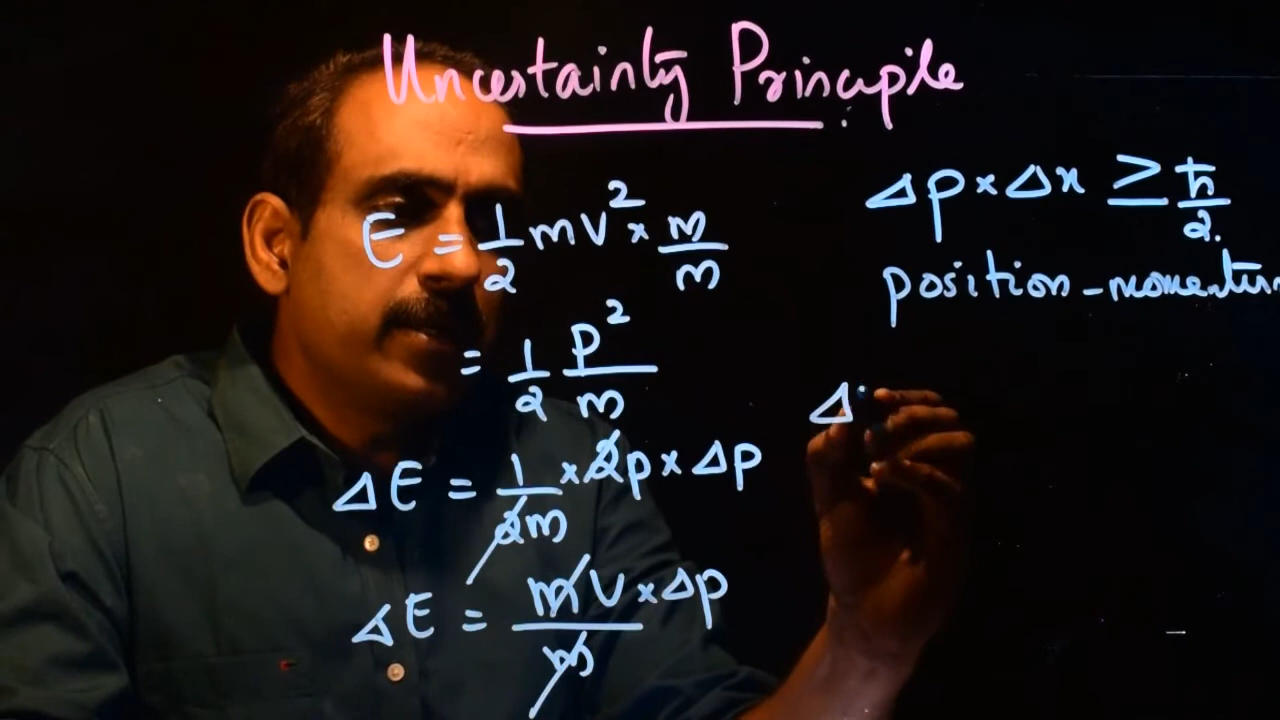 Uncertainty Principle
E = 1/2 mv² × m/m
= 1/2 p²/m
ΔE = 1/2m × 2p × Δp
ΔE = mv/m × Δp
Δp × Δx ≥ ħ/2.
position - momentum
Δ